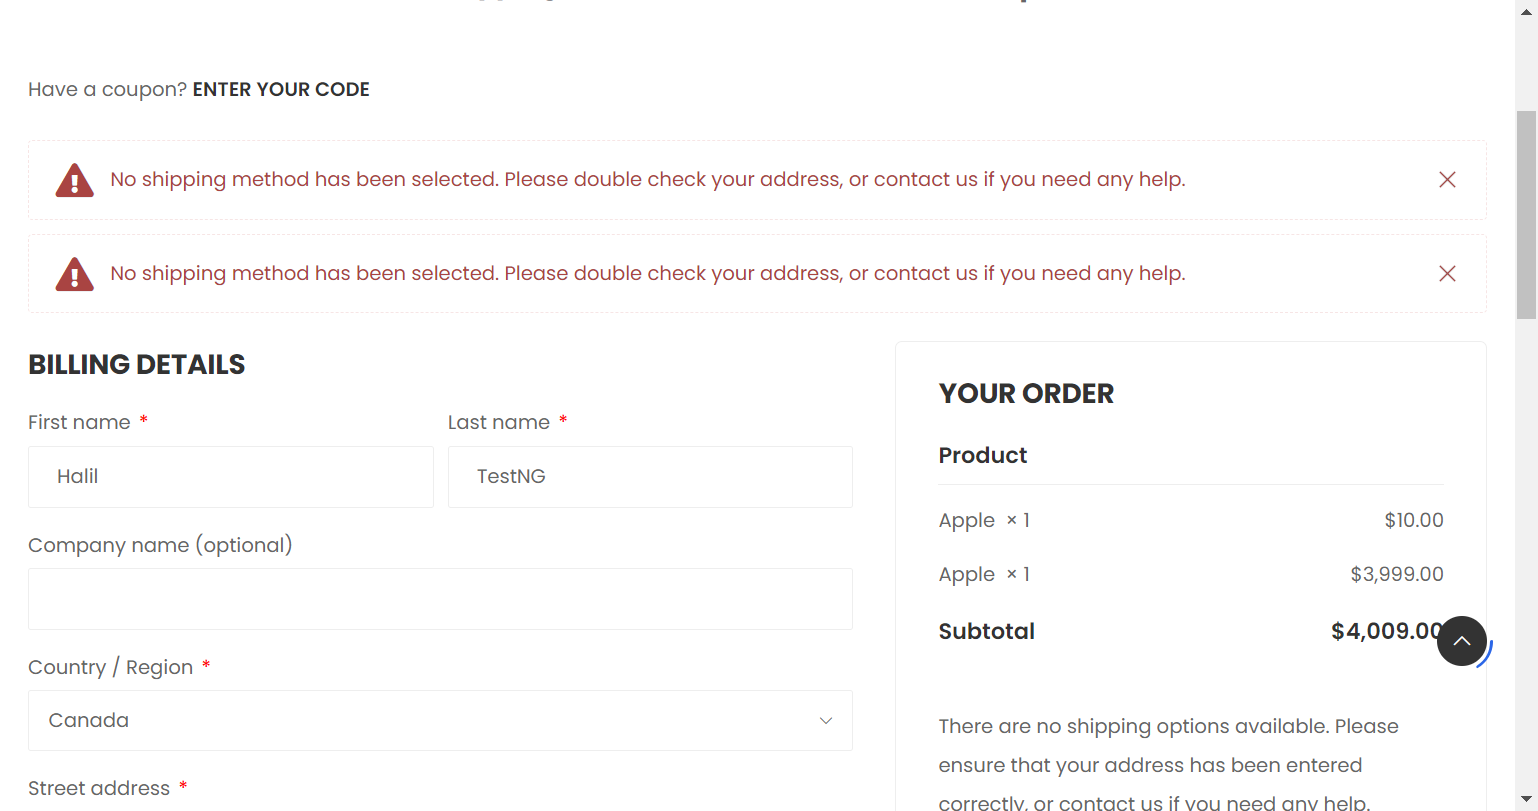 Have a coupon? ENTER YOUR CODE
No shipping method has been selected. Please double check your address, or contact us if you need any help.
No shipping method has been selected. Please double check your address, or contact us if you need any help.
BILLING DETAILS
First name *
Last name *
Halil
TestNG
Company name (optional)
Country / Region *
Canada
Street address *
YOUR ORDER
Product
Apple × 1 $10.00
Apple × 1 $3,999.00
Subtotal $4,009.00
There are no shipping options available. Please
ensure that your address has been entered
correctly, or contact us if you need any help.